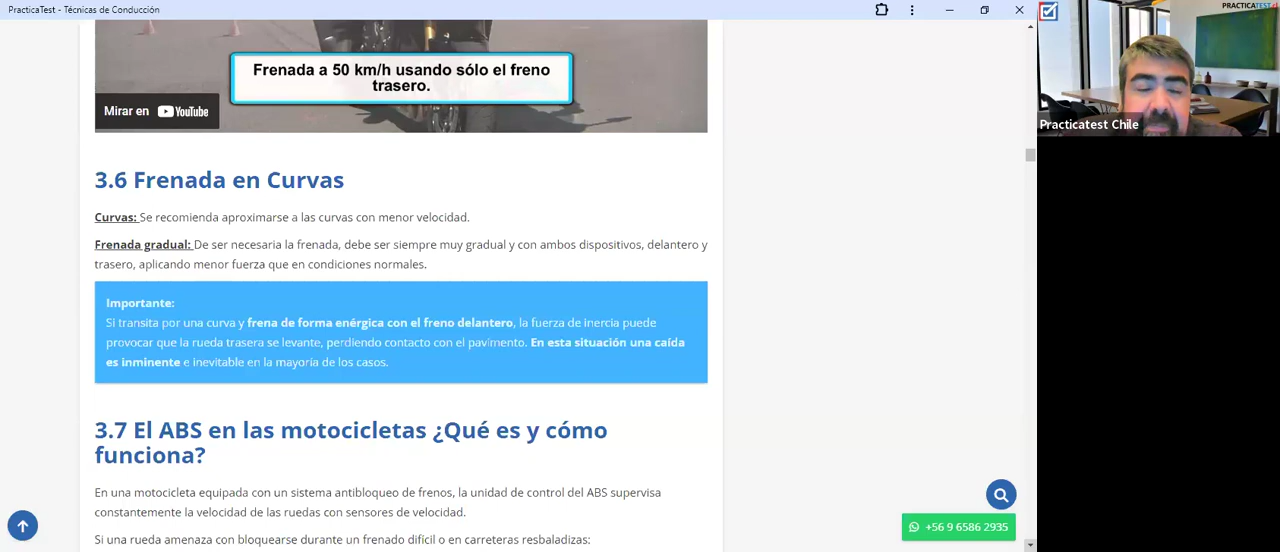 PracticaTest - Técnicas de Conducción
PRACTICATEST.cl
Frenada a 50 km/h usando sólo el freno
trasero.
Mirar en YouTube
Practicatest Chile
3.6 Frenada en Curvas
Curvas: Se recomienda aproximarse a las curvas con menor velocidad.
Frenada gradual: De ser necesaria la frenada, debe ser siempre muy gradual y con ambos dispositivos, delantero y
trasero, aplicando menor fuerza que en condiciones normales.
Importante:
Si transita por una curva y frena de forma enérgica con el freno delantero, la fuerza de inercia puede
provocar que la rueda trasera se levante, perdiendo contacto con el pavimento. En esta situación una caída
es inminente e inevitable en la mayoría de los casos.
3.7 El ABS en las motocicletas ¿Qué es y cómo
funciona?
En una motocicleta equipada con un sistema antibloqueo de frenos, la unidad de control del ABS supervisa
constantemente la velocidad de las ruedas con sensores de velocidad.
+56 9 6586 2935
Si una rueda amenaza con bloquearse durante un frenado difícil o en carreteras resbaladizas: